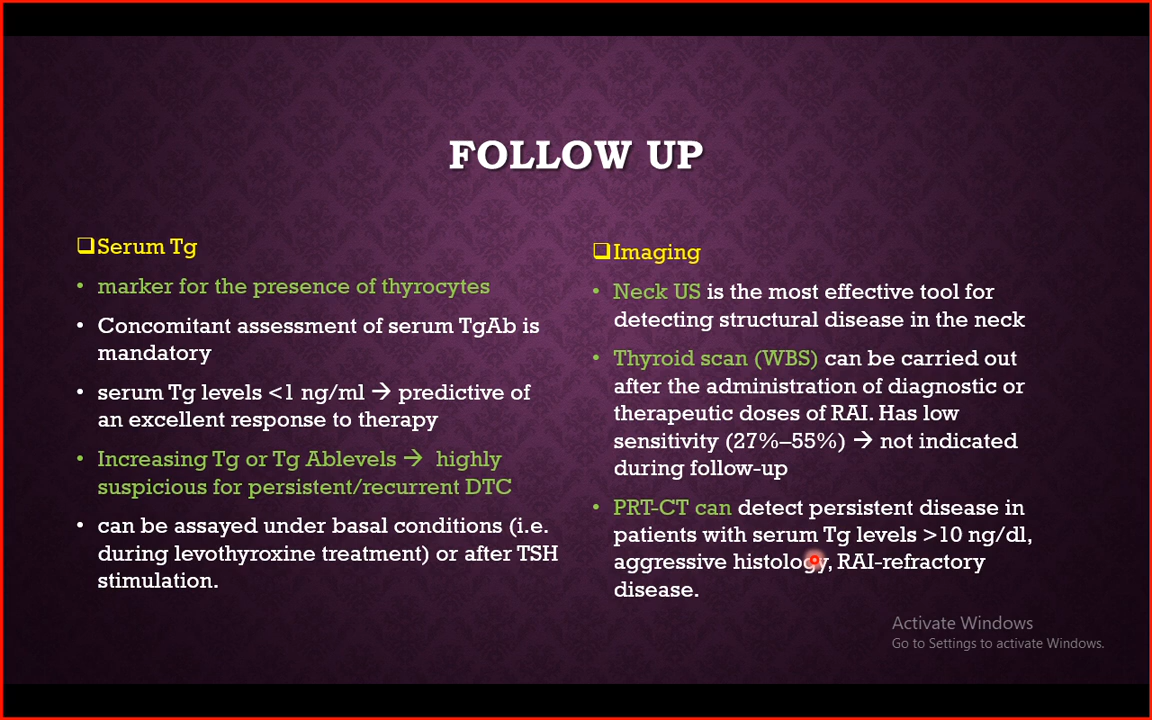 FOLLOW UP
❑Serum Tg
• marker for the presence of thyrocytes
• Concomitant assessment of serum TgAb is
mandatory
• serum Tg levels <1 ng/ml → predictive of
an excellent response to therapy
• Increasing Tg or Tg Ablevels → highly
suspicious for persistent/recurrent DTC
• can be assayed under basal conditions (i.e.
during levothyroxine treatment) or after TSH
stimulation.
❑Imaging
• Neck US is the most effective tool for
detecting structural disease in the neck
• Thyroid scan (WBS) can be carried out
after the administration of diagnostic or
therapeutic doses of RAI. Has low
sensitivity (27%–55%) → not indicated
during follow-up
• PRT-CT can detect persistent disease in
patients with serum Tg levels >10 ng/dl,
aggressive histology, RAI-refractory
disease.
Activate Windows
Go to Settings to activate Windows.